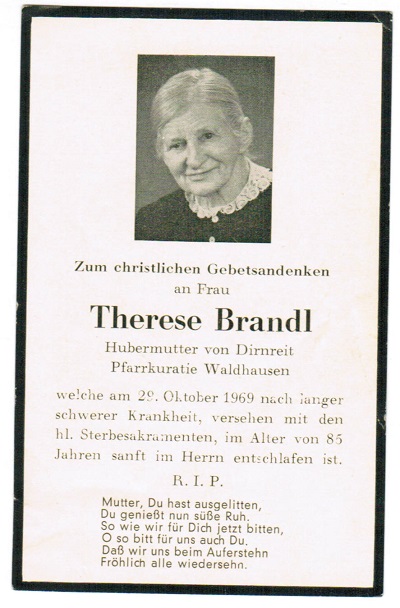 Zum christlichen Gebetsandenken
an Frau
Therese Brandl
Hubermutter von Dirnreit
Pfarrkuratie Waldhausen
welche am 29. Oktober 1969 nach langer
schwerer Krankheit, versehen mit den
hl. Sterbesakramenten, im Alter von 85
Jahren sanft im Herrn entschlafen ist.
R. I. P.
Mutter, Du hast ausgelitten,
Du genießt nun süße Ruh.
So wie wir für Dich jetzt bitten,
O so bitt für uns auch Du.
Daß wir uns beim Auferstehn
Fröhlich alle wiedersehn.